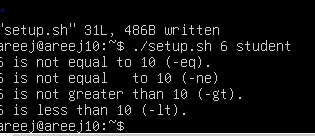 "setup.sh" 31L, 486B written
areej@areej10:~$ ./setup.sh 6 student
6 is not equal to 10 (-eq).
6 is not equal   to 10 (-ne)
6 is not greater than 10 (-gt).
6 is less than 10 (-lt).
areej@areej10:~$